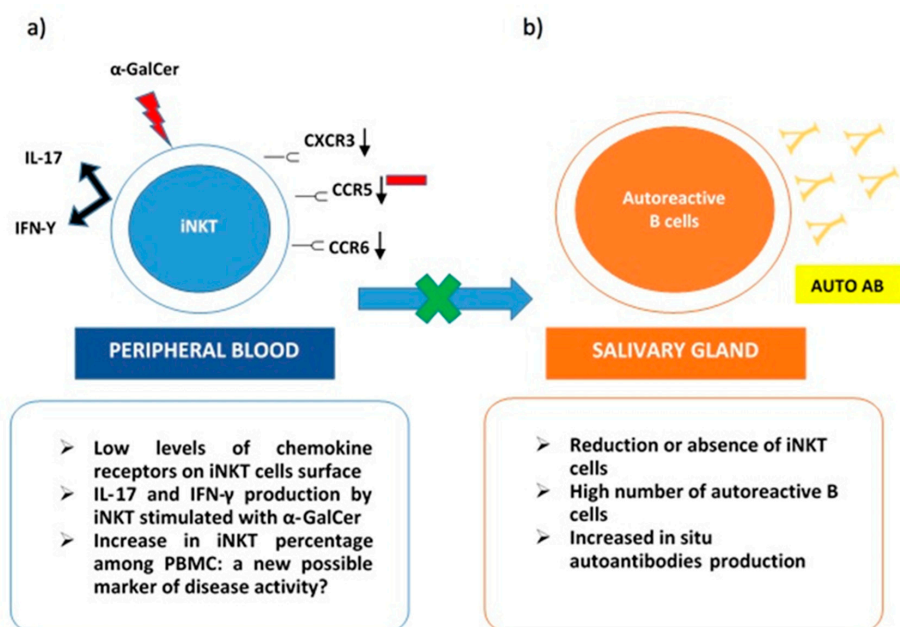 a)
α-GalCer
IL-17
IFN-Y
iNKT
CXCR3
CCR5
CCR6
PERIPHERAL BLOOD
➢ Low levels of chemokine
receptors on iNKT cells surface
➢ IL-17 and IFN-γ production by
iNKT stimulated with α-GalCer
➢ Increase in iNKT percentage
among PBMC: a new possible
marker of disease activity?
b)
Autoreactive
B cells
AUTO AB
SALIVARY GLAND
➢ Reduction or absence of iNKT
cells
➢ High number of autoreactive B
cells
➢ Increased in situ
autoantibodies production